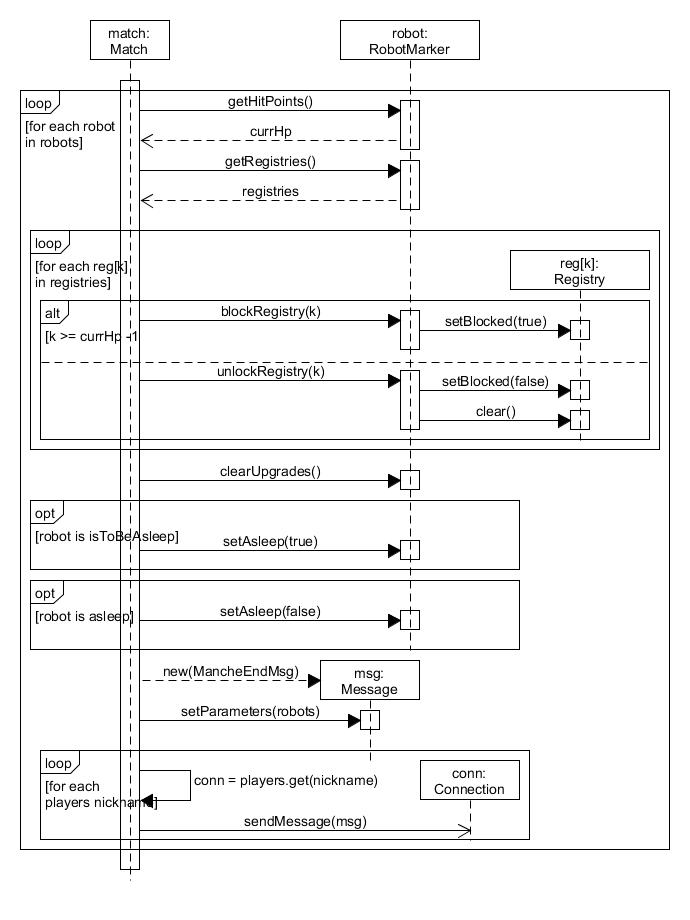 match:
Match
robot:
RobotMarker
loop
[for each robot
in robots]
getHitPoints()
currHp
getRegistries()
registries
loop
[for each reg[k]
in registries]
reg[k]:
Registry
alt
[k >= currHp -1
blockRegistry(k)
setBlocked(true)
unlockRegistry(k)
setBlocked(false)
clear()
clearUpgrades()
opt
[robot is isToBeAsleep]
setAsleep(true)
opt
[robot is asleep]
setAsleep(false)
new(MancheEndMsg)
msg:
Message
setParameters(robots)
loop
[for each
players nickname]
conn = players.get(nickname)
conn:
Connection
sendMessage(msg)